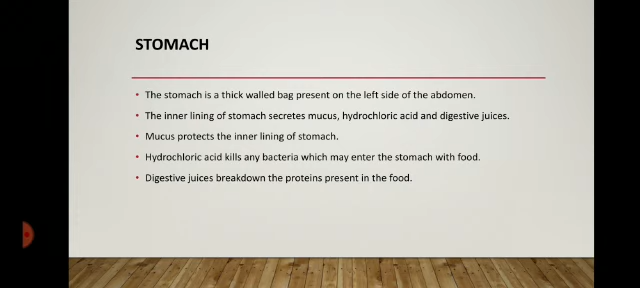 STOMACH
• The stomach is a thick walled bag present on the left side of the abdomen.
• The inner lining of stomach secretes mucus, hydrochloric acid and digestive juices.
• Mucus protects the inner lining of stomach.
• Hydrochloric acid kills any bacteria which may enter the stomach with food.
• Digestive juices breakdown the proteins present in the food.